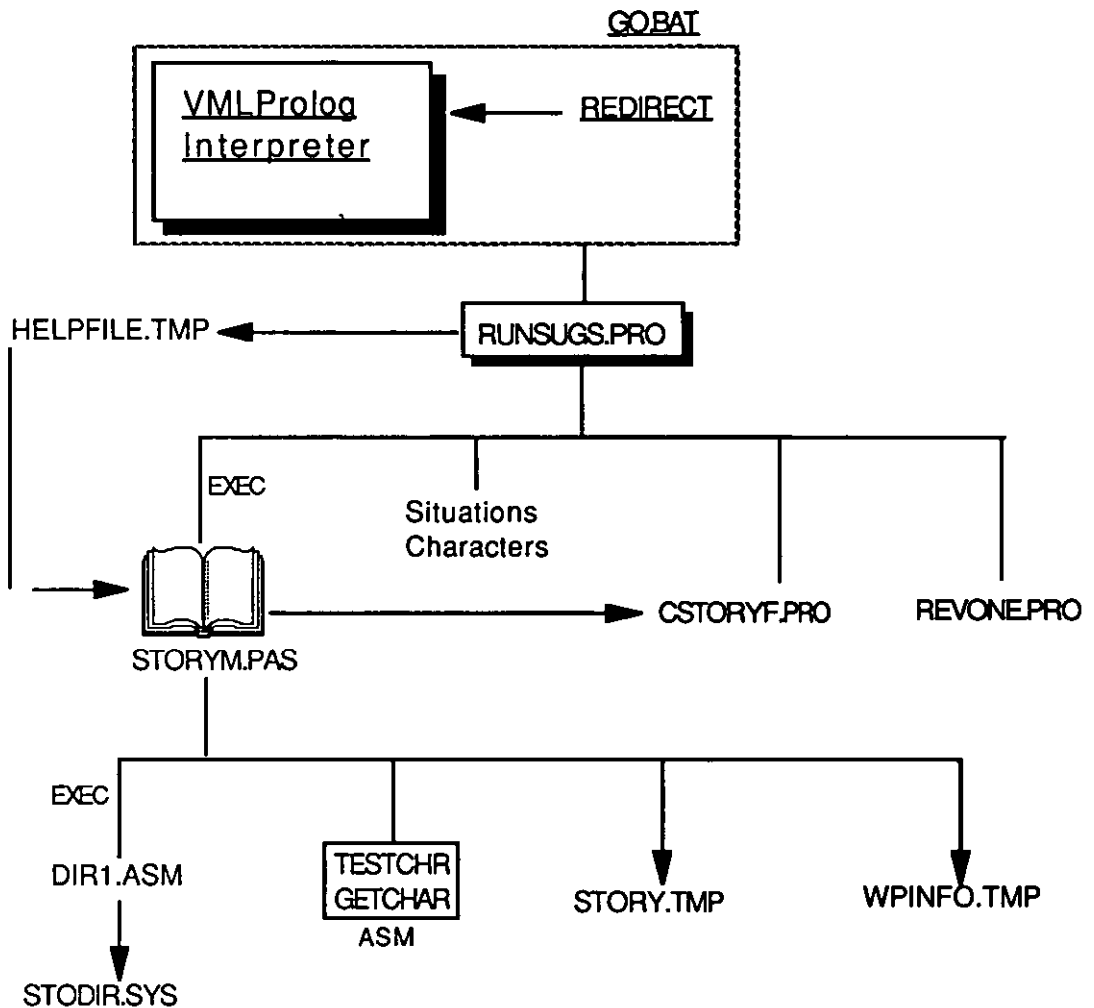 GO.BAT
VMLProlog
Interpreter
REDIRECT
HELPFILE.TMP
RUNSUGS.PRO
EXEC
Situations
Characters
CSTORYF.PRO
REVONE.PRO
STORYM.PAS
EXEC
DIR1.ASM
TESTCHR
GETCHAR
ASM
STORY.TMP
WPINFO.TMP
STODIR.SYS